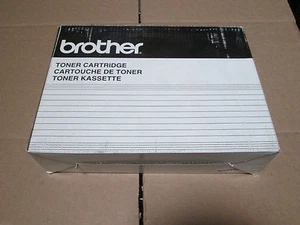 brother
TONER CARTRIDGE
CARTOUCHE DE TONER
TONER KASSETTE